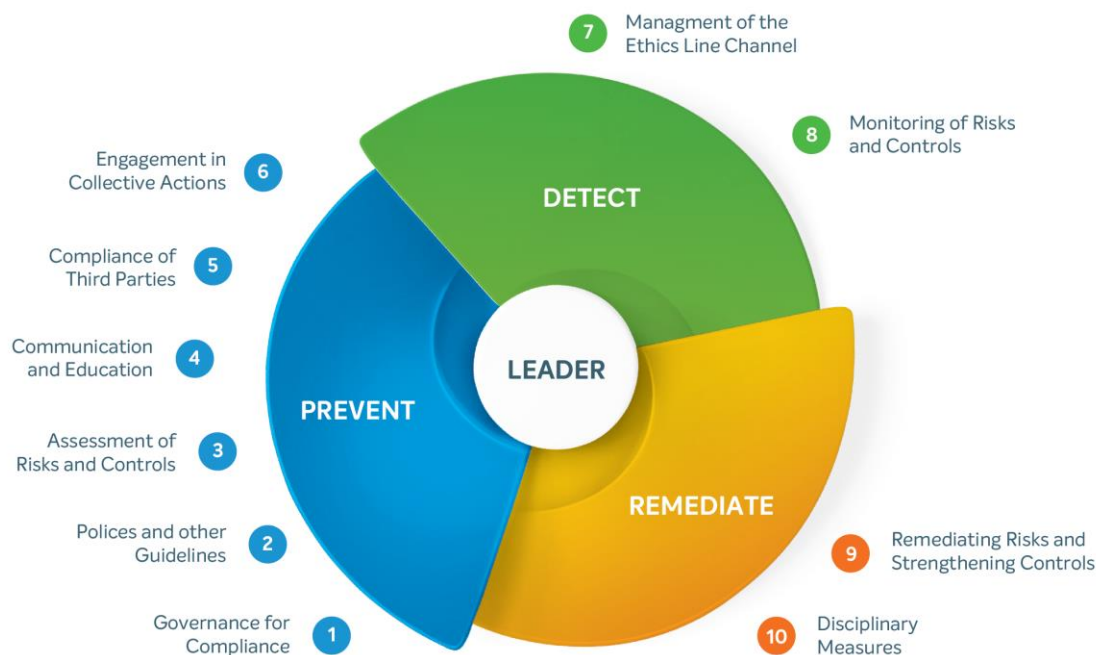 7
Managment of the
Ethics Line Channel
8
Monitoring of Risks
and Controls
6
Engagement in
Collective Actions
5
Compliance of
Third Parties
4
Communication
and Education
3
Assessment of
Risks and Controls
2
Polices and other
Guidelines
1
Governance for
Compliance
DETECT
LEADER
PREVENT
REMEDIATE
9
Remediating Risks and
Strengthening Controls
10
Disciplinary
Measures